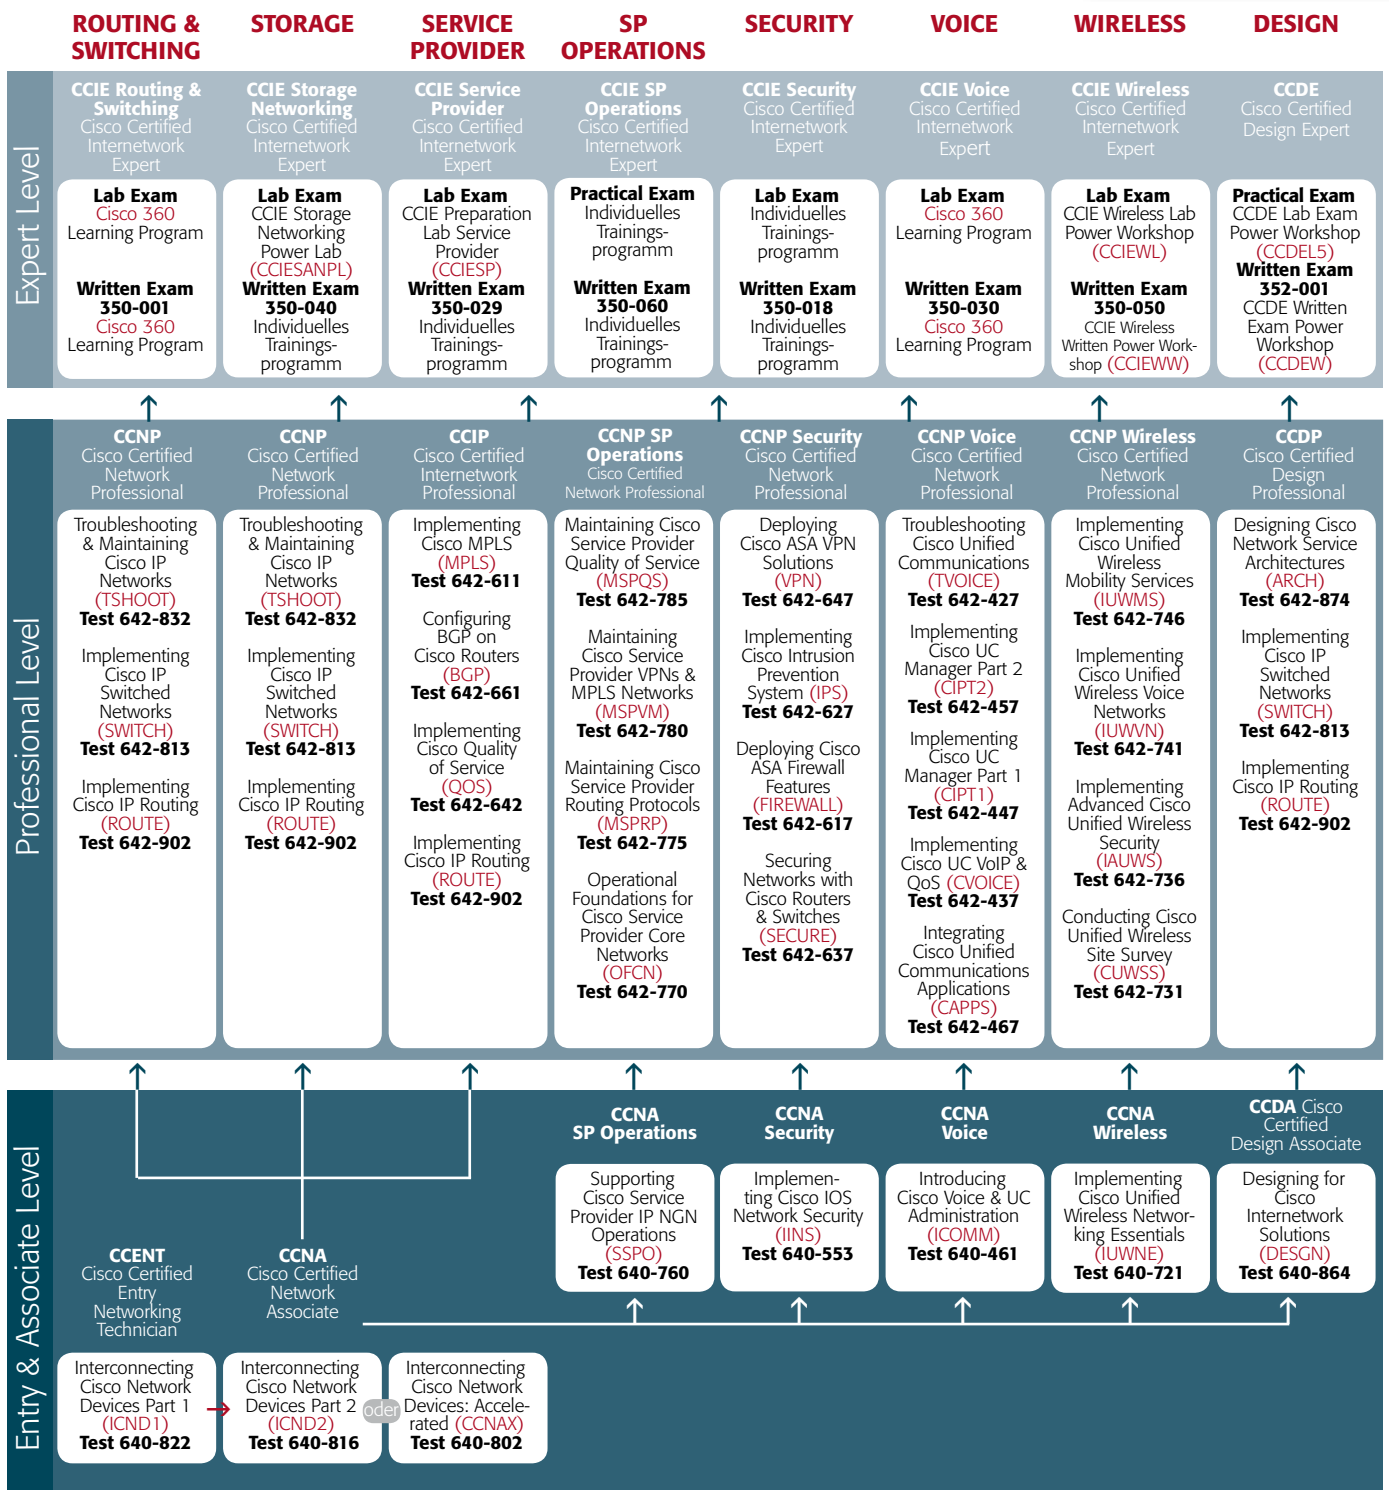 ROUTING &
SWITCHING
STORAGE
SERVICE
PROVIDER
SP
OPERATIONS
SECURITY
VOICE
WIRELESS
DESIGN
Expert Level
CCIE Routing &
Switching
Cisco Certified
Internetwork
Expert
Lab Exam
Cisco 360
Learning Program
Written Exam
350-001
Cisco 360
Learning Program
CCIE Storage
Networking
Cisco Certified
Internetwork
Expert
Lab Exam
CCIE Storage
Networking
Power Lab
(CCIESANPL)
Written Exam
350-040
Individuelles
Trainings-
programm
CCIE Service
Provider
Cisco Certified
Internetwork
Expert
Lab Exam
CCIE Preparation
Lab Service
Provider
(CCIESP)
Written Exam
350-029
Individuelles
Trainings-
programm
CCIE SP
Operations
Cisco Certified
Internetwork
Expert
Practical Exam
Individuelles
Trainings-
programm
Written Exam
350-060
Individuelles
Trainings-
programm
CCIE Security
Cisco Certified
Internetwork
Expert
Lab Exam
Individuelles
Trainings-
programm
Written Exam
350-018
Individuelles
Trainings-
programm
CCIE Voice
Cisco Certified
Internetwork
Expert
Lab Exam
Cisco 360
Learning Program
Written Exam
350-030
Cisco 360
Learning Program
CCIE Wireless
Cisco Certified
Internetwork
Expert
Lab Exam
CCIE Wireless Lab
Power Workshop
(CCIEWL)
Written Exam
350-050
CCIE Wireless
Written Power Work-
shop (CCIEWW)
CCDE
Cisco Certified
Design Expert
Practical Exam
CCDE Lab Exam
Power Workshop
(CCDEL5)
Written Exam
352-001
CCDE Written
Exam Power
Workshop
(CCDEW)
Professional Level
CCNP
Cisco Certified
Network
Professional
Troubleshooting
& Maintaining
Cisco IP
Networks
(TSHOOT)
Test 642-832
Implementing
Cisco IP
Switched
Networks
(SWITCH)
Test 642-813
Implementing
Cisco IP Routing
(ROUTE)
Test 642-902
CCNP
Cisco Certified
Network
Professional
Troubleshooting
& Maintaining
Cisco IP
Networks
(TSHOOT)
Test 642-832
Implementing
Cisco IP
Switched
Networks
(SWITCH)
Test 642-813
Implementing
Cisco IP Routing
(ROUTE)
Test 642-902
CCIP
Cisco Certified
Internetwork
Professional
Implementing
Cisco MPLS
(MPLS)
Test 642-611
Configuring
BGP on
Cisco Routers
(BGP)
Test 642-661
Implementing
Cisco Quality
of Service
(QOS)
Test 642-642
Implementing
Cisco IP Routing
(ROUTE)
Test 642-902
CCNP SP
Operations
Cisco Certified
Network Professional
Maintaining Cisco
Service Provider
Quality of Service
(MSPQS)
Test 642-785
Maintaining
Cisco Service
Provider VPNs &
MPLS Networks
(MSPVM)
Test 642-780
Maintaining Cisco
Service Provider
Routing Protocols
(MSPRP)
Test 642-775
Operational
Foundations for
Cisco Service
Provider Core
Networks
(OFCN)
Test 642-770
CCNP Security
Cisco Certified
Network
Professional
Deploying
Cisco ASA VPN
Solutions
(VPN)
Test 642-647
Implementing
Cisco Intrusion
Prevention
System (IPS)
Test 642-627
Deploying Cisco
ASA Firewall
Features
(FIREWALL)
Test 642-617
Securing
Networks with
Cisco Routers
& Switches
(SECURE)
Test 642-637
CCNP Voice
Cisco Certified
Network
Professional
Troubleshooting
Cisco Unified
Communications
(TVOICE)
Test 642-427
Implementing
Cisco UC
Manager Part 2
(CIPT2)
Test 642-457
Implementing
Cisco UC
Manager Part 1
(CIPT1)
Test 642-447
Implementing
Cisco UC VoIP &
QoS (CVOICE)
Test 642-437
Integrating
Cisco Unified
Communications
Applications
(CAPPS)
Test 642-467
CCNP Wireless
Cisco Certified
Network
Professional
Implementing
Cisco Unified
Wireless
Mobility Services
(IUWMS)
Test 642-746
Implementing
Cisco Unified
Wireless Voice
Networks
(IUWVN)
Test 642-741
Implementing
Advanced Cisco
Unified Wireless
Security
(IAUWS)
Test 642-736
Conducting Cisco
Unified Wireless
Site Survey
(CUWSS)
Test 642-731
CCDP
Cisco Certified
Design
Professional
Designing Cisco
Network Service
Architectures
(ARCH)
Test 642-874
Implementing
Cisco IP
Switched
Networks
(SWITCH)
Test 642-813
Implementing
Cisco IP Routing
(ROUTE)
Test 642-902
Entry & Associate Level
CCENT
Cisco Certified
Entry
Networking
Technician
Interconnecting
Cisco Network
Devices Part 1
(ICND1)
Test 640-822
CCNA
Cisco Certified
Network
Associate
Interconnecting
Cisco Network
Devices Part 2
(ICND2)
Test 640-816
oder
Interconnecting
Cisco Network
Devices: Accele-
rated (CCNAX)
Test 640-802
CCNA
SP Operations
Supporting
Cisco Service
Provider IP NGN
Operations
(SSPO)
Test 640-760
CCNA
Security
Implemen-
ting Cisco IOS
Network Security
(IINS)
Test 640-553
CCNA
Voice
Introducing
Cisco Voice & UC
Administration
(ICOMM)
Test 640-461
CCNA
Wireless
Implementing
Cisco Unified
Wireless Networ-
king Essentials
(IUWNE)
Test 640-721
CCDA Cisco
Certified
Design Associate
Designing for
Cisco
Internetwork
Solutions
(DESGN)
Test 640-864